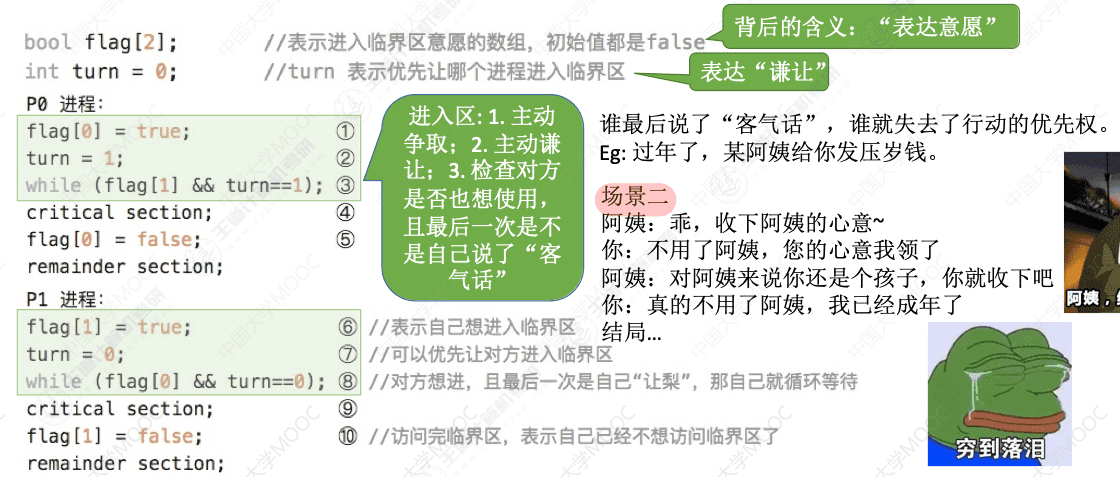 bool flag[2]; //表示进入临界区意愿的数组，初始值都是false
int turn = 0; //turn 表示优先让哪个进程进入临界区
背后的含义：“表达意愿”
表达“谦让”
P0 进程：
flag[0] = true; ①
turn = 1; ②
while (flag[1] && turn==1); ③
critical section; ④
flag[0] = false; ⑤
remainder section;
进入区: 1. 主动
争取；2. 主动谦
让；3. 检查对方
是否也想使用，
且最后一次是不
是自己说了“客
气话”
谁最后说了“客气话”，谁就失去了行动的优先权。
Eg: 过年了，某阿姨给你发压岁钱。
场景二
阿姨：乖，收下阿姨的心意~
你：不用了阿姨，您的心意我领了
阿姨：对阿姨来说你还是个孩子，你就收下吧
你：真的不用了阿姨，我已经成年了
结局…
P1 进程：
flag[1] = true; ⑥ //表示自己想进入临界区
turn = 0; ⑦ //可以优先让对方进入临界区
while (flag[0] && turn==0); ⑧ //对方想进，且最后一次是自己“让梨”，那自己就循环等待
critical section; ⑨
flag[1] = false; ⑩ //访问完临界区，表示自己已经不想访问临界区了
remainder section;
阿姨，
穷到落泪
中国大学MOOC
王道考研